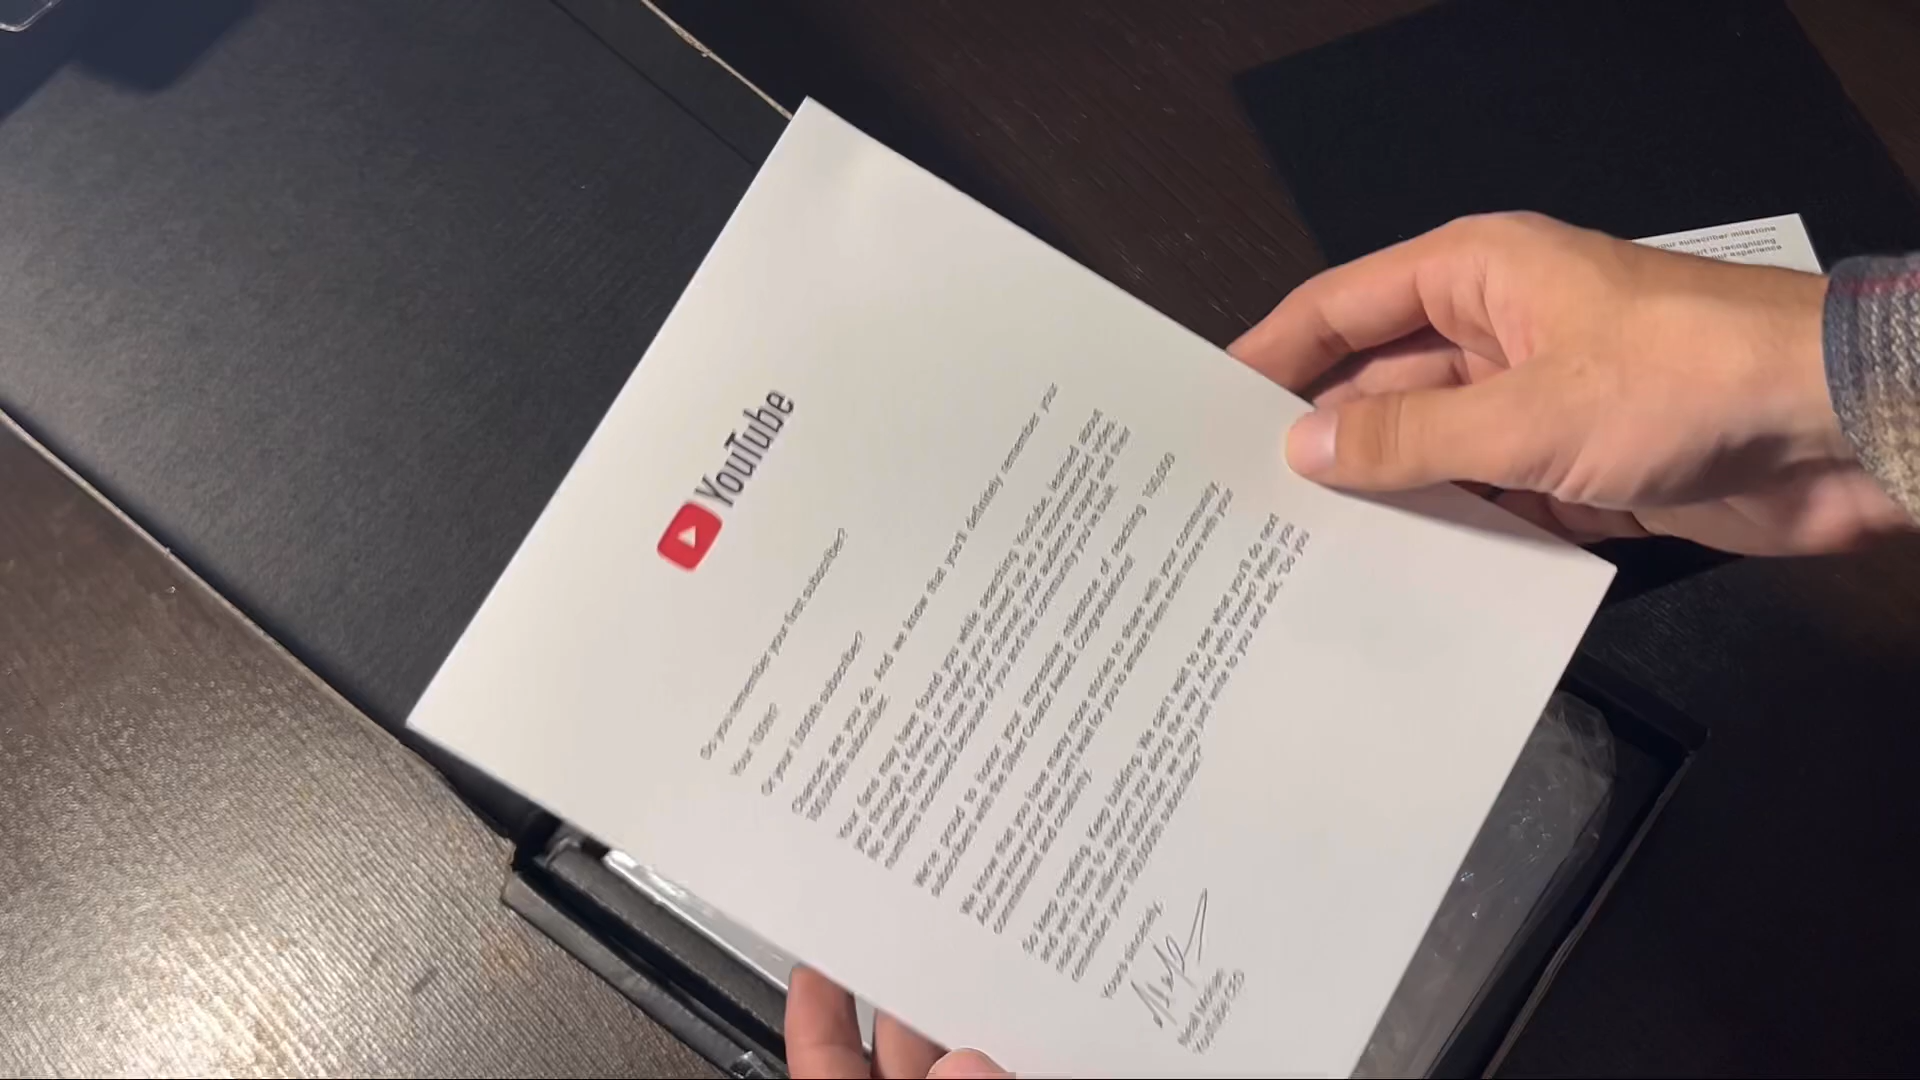 YouTube
Do you remember your first subscriber?
Your 100th?
Or your 1,000th subscriber?
Chances are you do. And we know that you'll definitely remember your
100,000th subscriber.
Your fans may have found you while searching YouTube, learned about
you through a friend, or maybe you showed up as a recommended video.
No matter how they came to your channel, your audience stayed and their
numbers increased because of you and the community you've built.
We're proud to honor your impressive milestone of reaching 100,000
subscribers with the Silver Creator Award. Congratulations!
We know that you have many more stories to share with your community.
And we know your fans can't wait for you to amaze them even more with your
commitment and creativity.
So keep creating. Keep building. We can't wait to see what you'll do next
and we're here to support you along the way. And who knows? When you
reach your millionth subscriber, we may just write to you and ask, "Do you
remember your 100,000th subscriber?"
Yours sincerely,
Neal Mohan
YouTube CEO
your subscriber milestone
part in recognizing
our experience